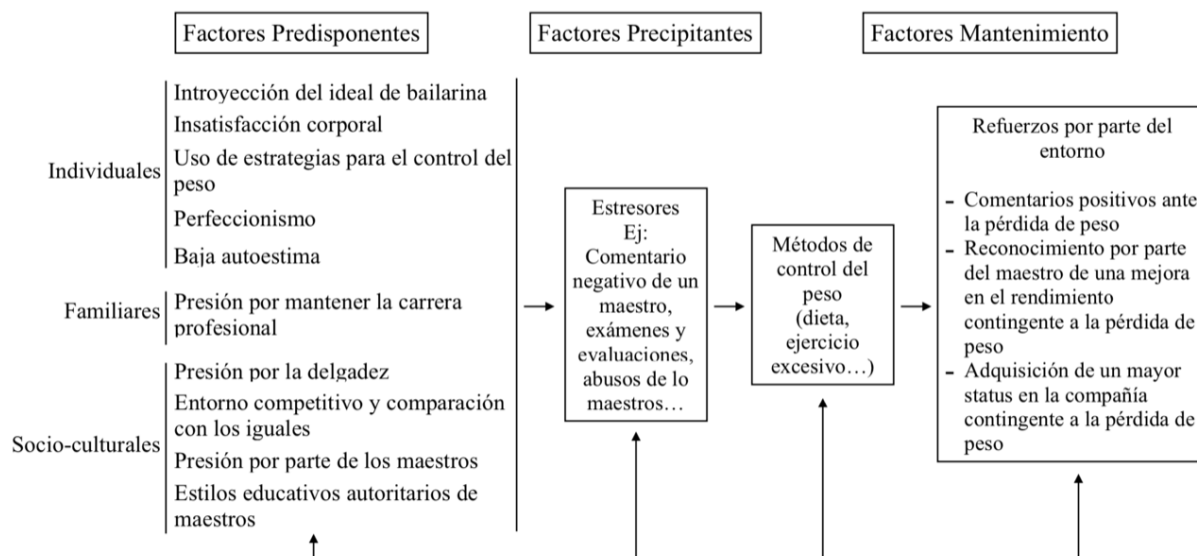 Factores Predisponentes
Factores Precipitantes
Factores Mantenimiento
Individuales
Introyección del ideal de bailarina
Insatisfacción corporal
Uso de estrategias para el control del
peso
Perfeccionismo
Baja autoestima
Familiares
Presión por mantener la carrera
profesional
Socio-culturales
Presión por la delgadez
Entorno competitivo y comparación
con los iguales
Presión por parte de los maestros
Estilos educativos autoritarios de
maestros
Estresores
Ej:
Comentario
negativo de un
maestro,
exámenes y
evaluaciones,
abusos de lo
maestros…
Métodos de
control del
peso
(dieta,
ejercicio
excesivo…)
Refuerzos por parte del
entorno
- Comentarios positivos ante
la pérdida de peso
- Reconocimiento por parte
del maestro de una mejora
en el rendimiento
contingente a la pérdida de
peso
- Adquisición de un mayor
status en la compañía
contingente a la pérdida de
peso